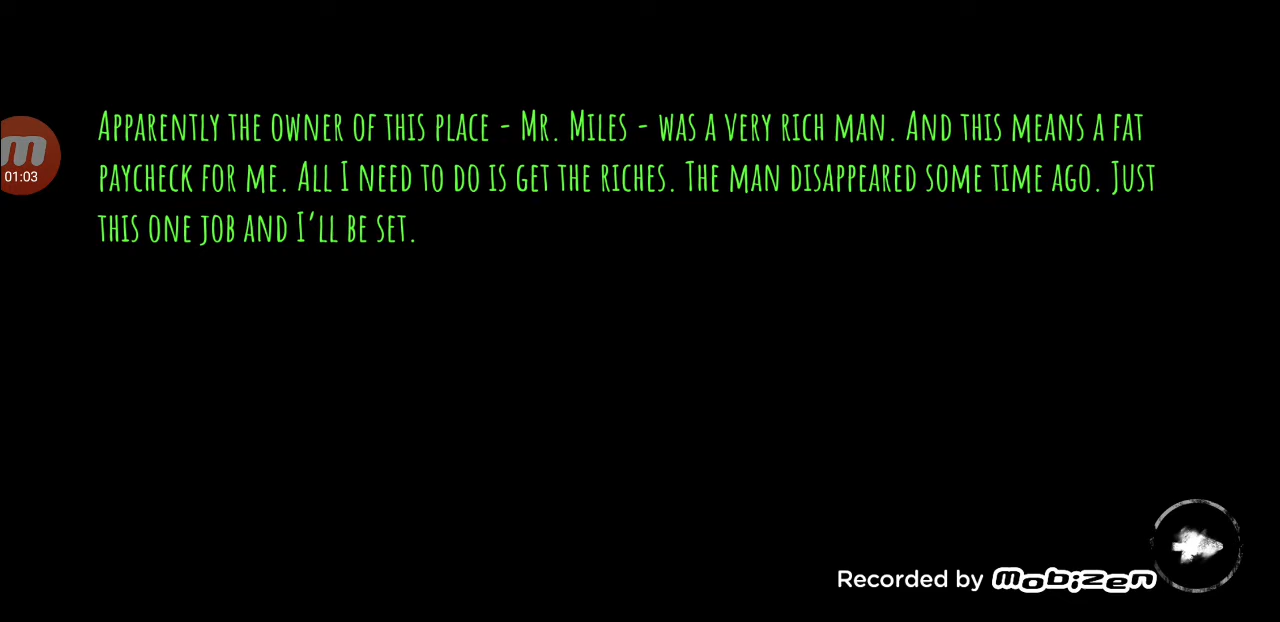 Apparently the owner of this place - Mr. Miles - was a very rich man. And this means a fat
paycheck for me. All I need to do is get the riches. The man disappeared some time ago. Just
this one job and I'll be set.
m
01:03
Recorded by mobizen